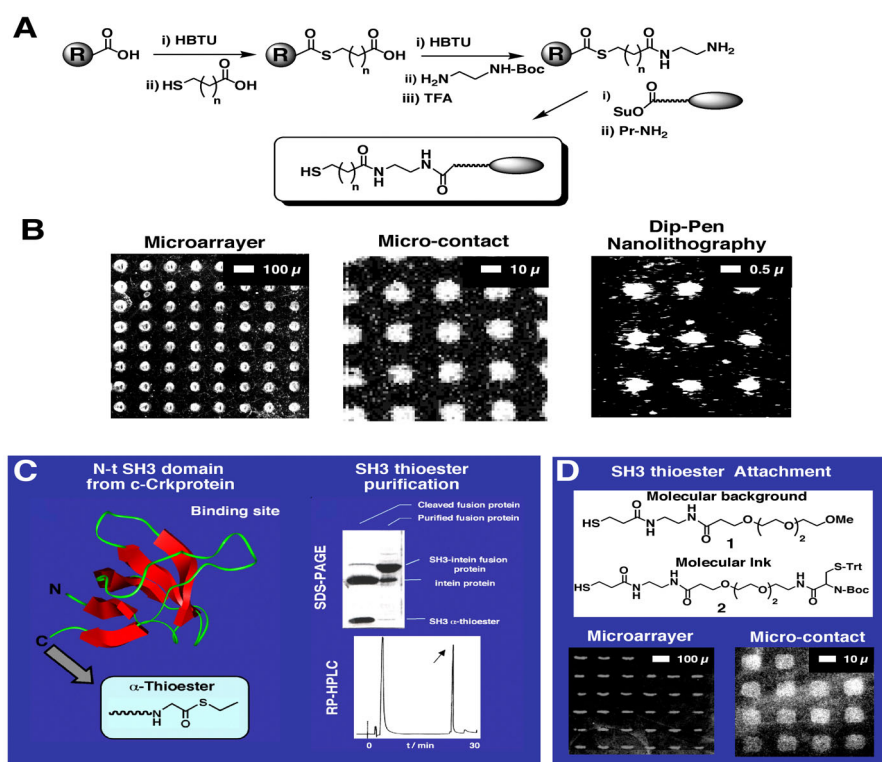 A
R
O
OH
i) HBTU
ii) HS
n
O
OH
R
O
S
n
O
OH
i) HBTU
ii) H2N
NH-Boc
iii) TFA
R
O
S
n
O
N
H
NH2
i)
SuO
O
ii) Pr-NH2
HS
n
O
NH
H
N
O
B
Microarrayer
100 µ
Micro-contact
10 µ
Dip-Pen
Nanolithography
0.5 µ
C
N-t SH3 domain
from c-Crkprotein
Binding site
N
C
α-Thioester
N
H
O
S
SH3 thioester
purification
Cleaved fusion protein
Purified fusion protein
SDS-PAGE
SH3-intein fusion
protein
intein protein
SH3 α-thioester
RP-HPLC
0
t / min
30
D
SH3 thioester Attachment
Molecular background
HS
O
N
H
H
N
O
O
O
2
OMe
1
Molecular Ink
HS
O
N
H
H
N
O
O
O
2
H
N
O
S-Trt
N-Boc
2
Microarrayer
100 µ
Micro-contact
10 µ